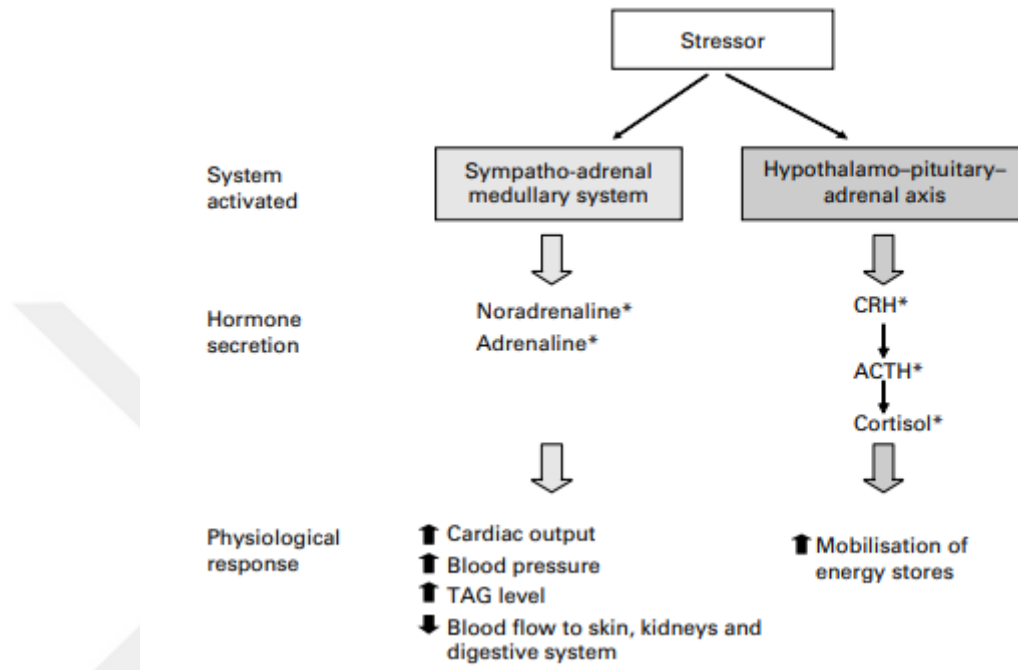 Stressor
System
activated
Sympatho-adrenal
medullary system
Hypothalamo–pituitary–
adrenal axis
Hormone
secretion
Noradrenaline*
Adrenaline*
CRH*
ACTH*
Cortisol*
Physiological
response
Cardiac output
Blood pressure
TAG level
Blood flow to skin, kidneys and
digestive system
Mobilisation of
energy stores